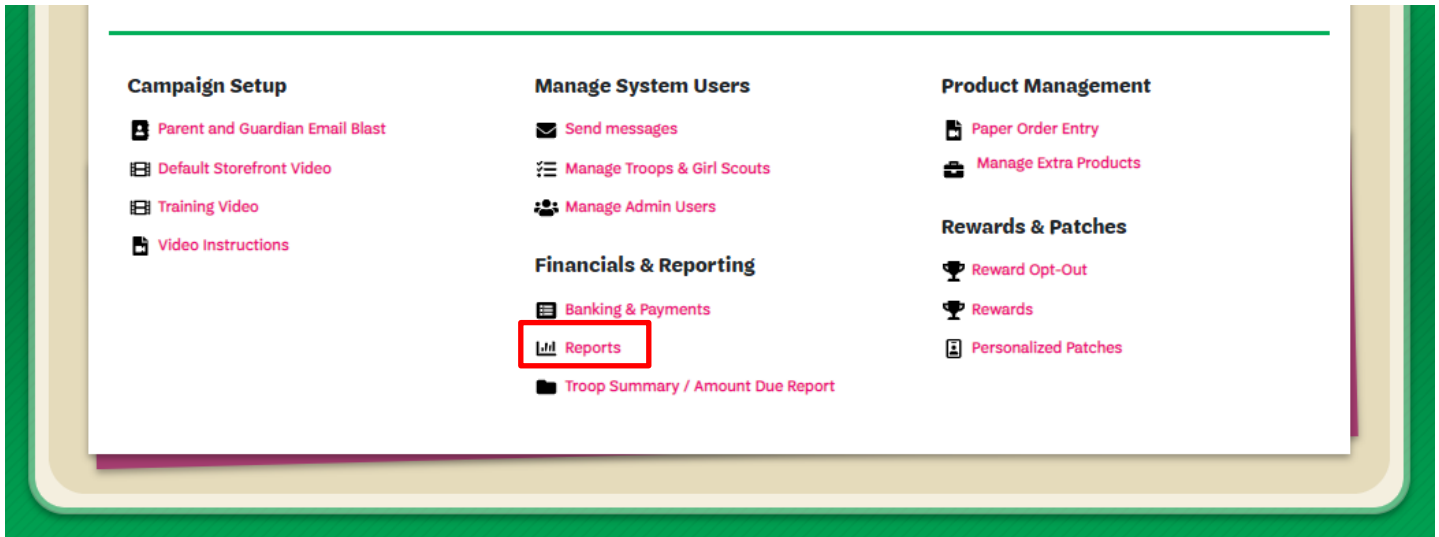 Campaign Setup
Parent and Guardian Email Blast
Default Storefront Video
Training Video
Video Instructions
Manage System Users
Send messages
Manage Troops & Girl Scouts
Manage Admin Users
Financials & Reporting
Banking & Payments
Reports
Troop Summary / Amount Due Report
Product Management
Paper Order Entry
Manage Extra Products
Rewards & Patches
Reward Opt-Out
Rewards
Personalized Patches